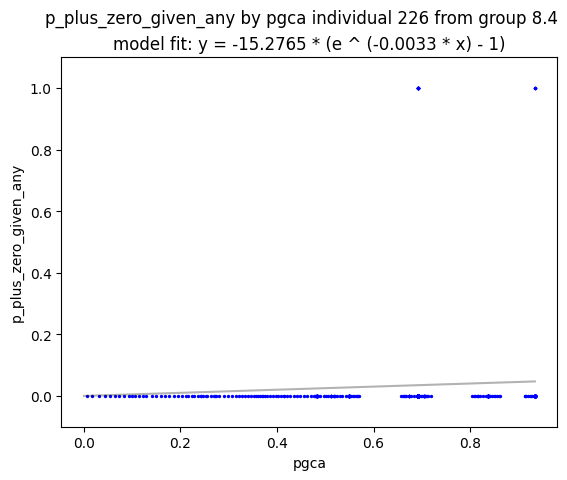 p_plus_zero_given_any by pgca individual 226 from group 8.4
model fit: y = -15.2765 * (e ^ (-0.0033 * x) - 1)
1.0
0.8
0.6
0.4
0.2
0.0
p_plus_zero_given_any
0.0 0.2 0.4 0.6 0.8
pgca